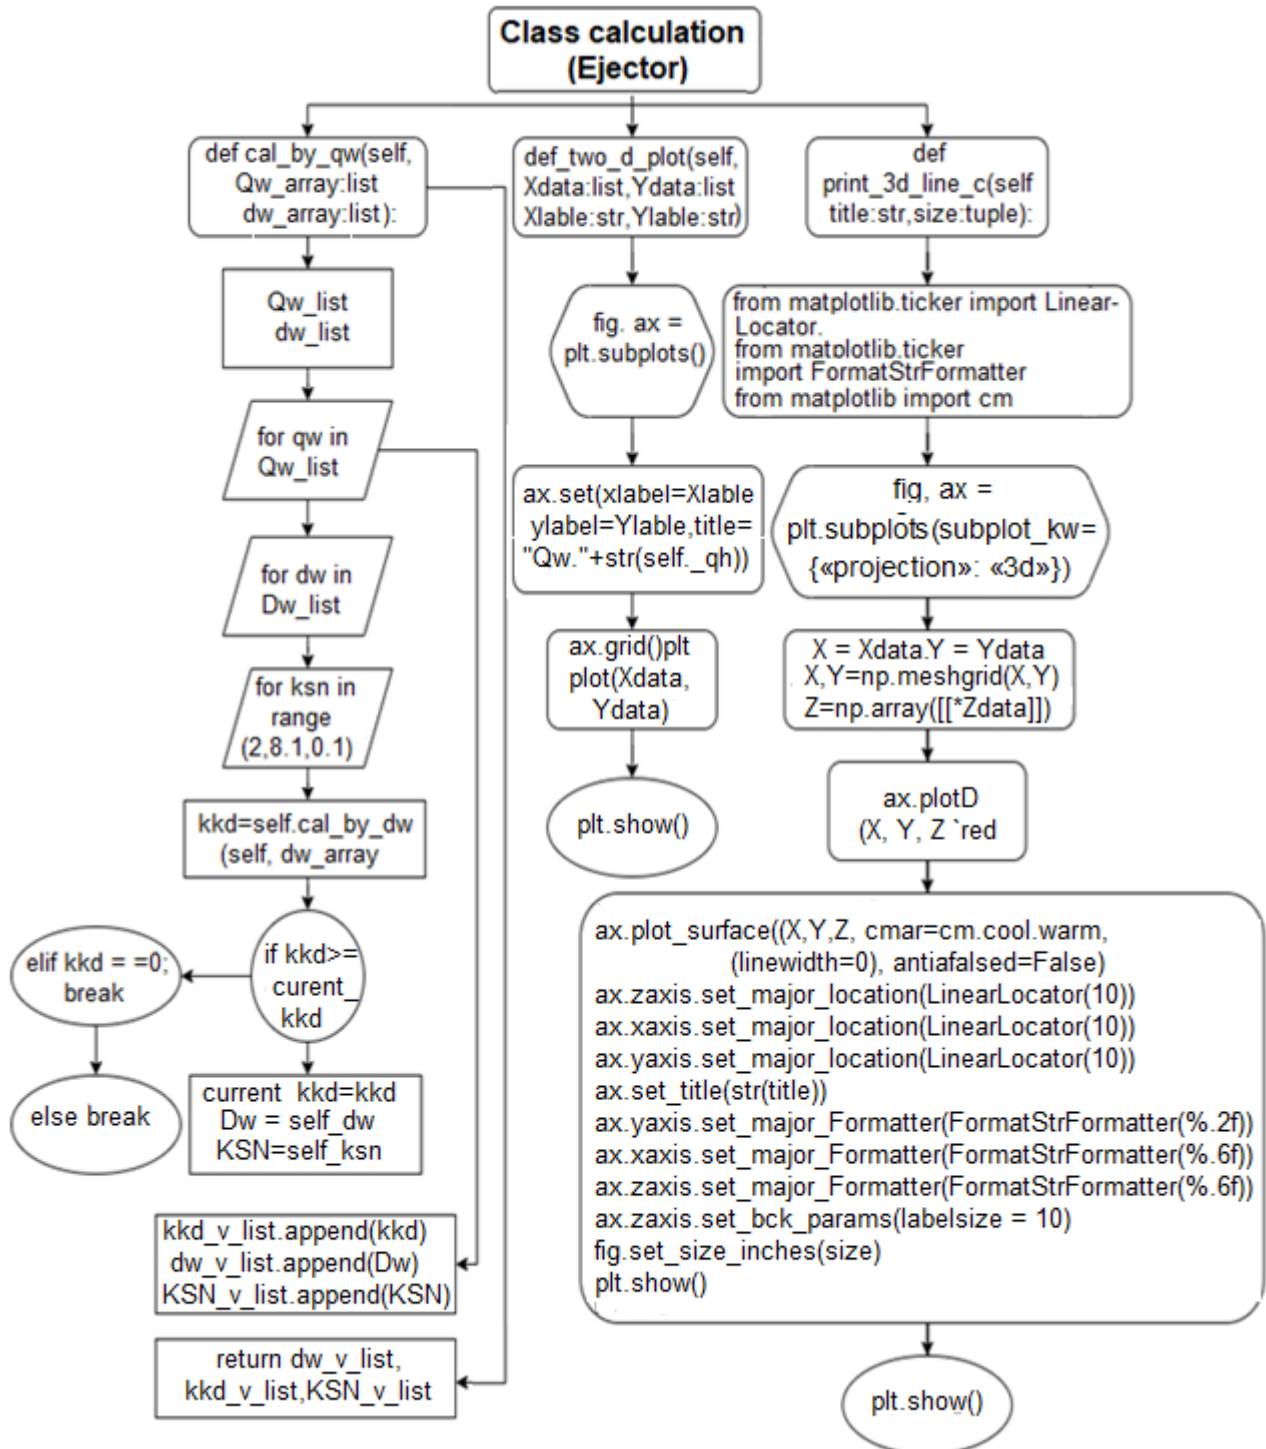 Class calculation
(Ejector)
def cal_by_qw(self,
Qw_array:list
dw_array:list):
Qw_list
dw_list
for qw in
Qw_list
for dw in
Dw_list
for ksn in
range
(2,8.1,0.1)
kkd=self.cal_by_dw
(self, dw_array
if kkd>=
curent_
kkd
elif kkd = =0;
break
else break
current kkd=kkd
Dw = self_dw
KSN=self_ksn
kkd_v_list.append(kkd)
dw_v_list.append(Dw)
KSN_v_list.append(KSN)
return dw_v_list,
kkd_v_list,KSN_v_list
def_two_d_plot(self,
Xdata:list,Ydata:list
Xlable:str,Ylable:str)
fig. ax =
plt.subplots()
ax.set(xlabel=Xlable
ylabel=Ylable,title=
"Qw."+str(self._qh))
ax.grid()plt
plot(Xdata,
Ydata)
plt.show()
def
print_3d_line_c(self
title:str,size:tuple):
from matplotlib.ticker import Linear-
Locator.
from matplotlib.ticker
import FormatStrFormatter
from matplotlib import cm
fig, ax =
plt.subplots(subplot_kw=
{«projection»: «3d»})
X = Xdata.Y = Ydata
X,Y=np.meshgrid(X,Y)
Z=np.array([[*Zdata]])
ax.plotD
(X, Y, Z `red
ax.plot_surface((X,Y,Z, cmar=cm.cool.warm,
(linewidth=0), antiafalsed=False)
ax.zaxis.set_major_location(LinearLocator(10))
ax.xaxis.set_major_location(LinearLocator(10))
ax.yaxis.set_major_location(LinearLocator(10))
ax.set_title(str(title))
ax.yaxis.set_major_Formatter(FormatStrFormatter(%.2f))
ax.xaxis.set_major_Formatter(FormatStrFormatter(%.6f))
ax.zaxis.set_major_Formatter(FormatStrFormatter(%.6f))
ax.zaxis.set_bck_params(labelsize = 10)
fig.set_size_inches(size)
plt.show()
plt.show()